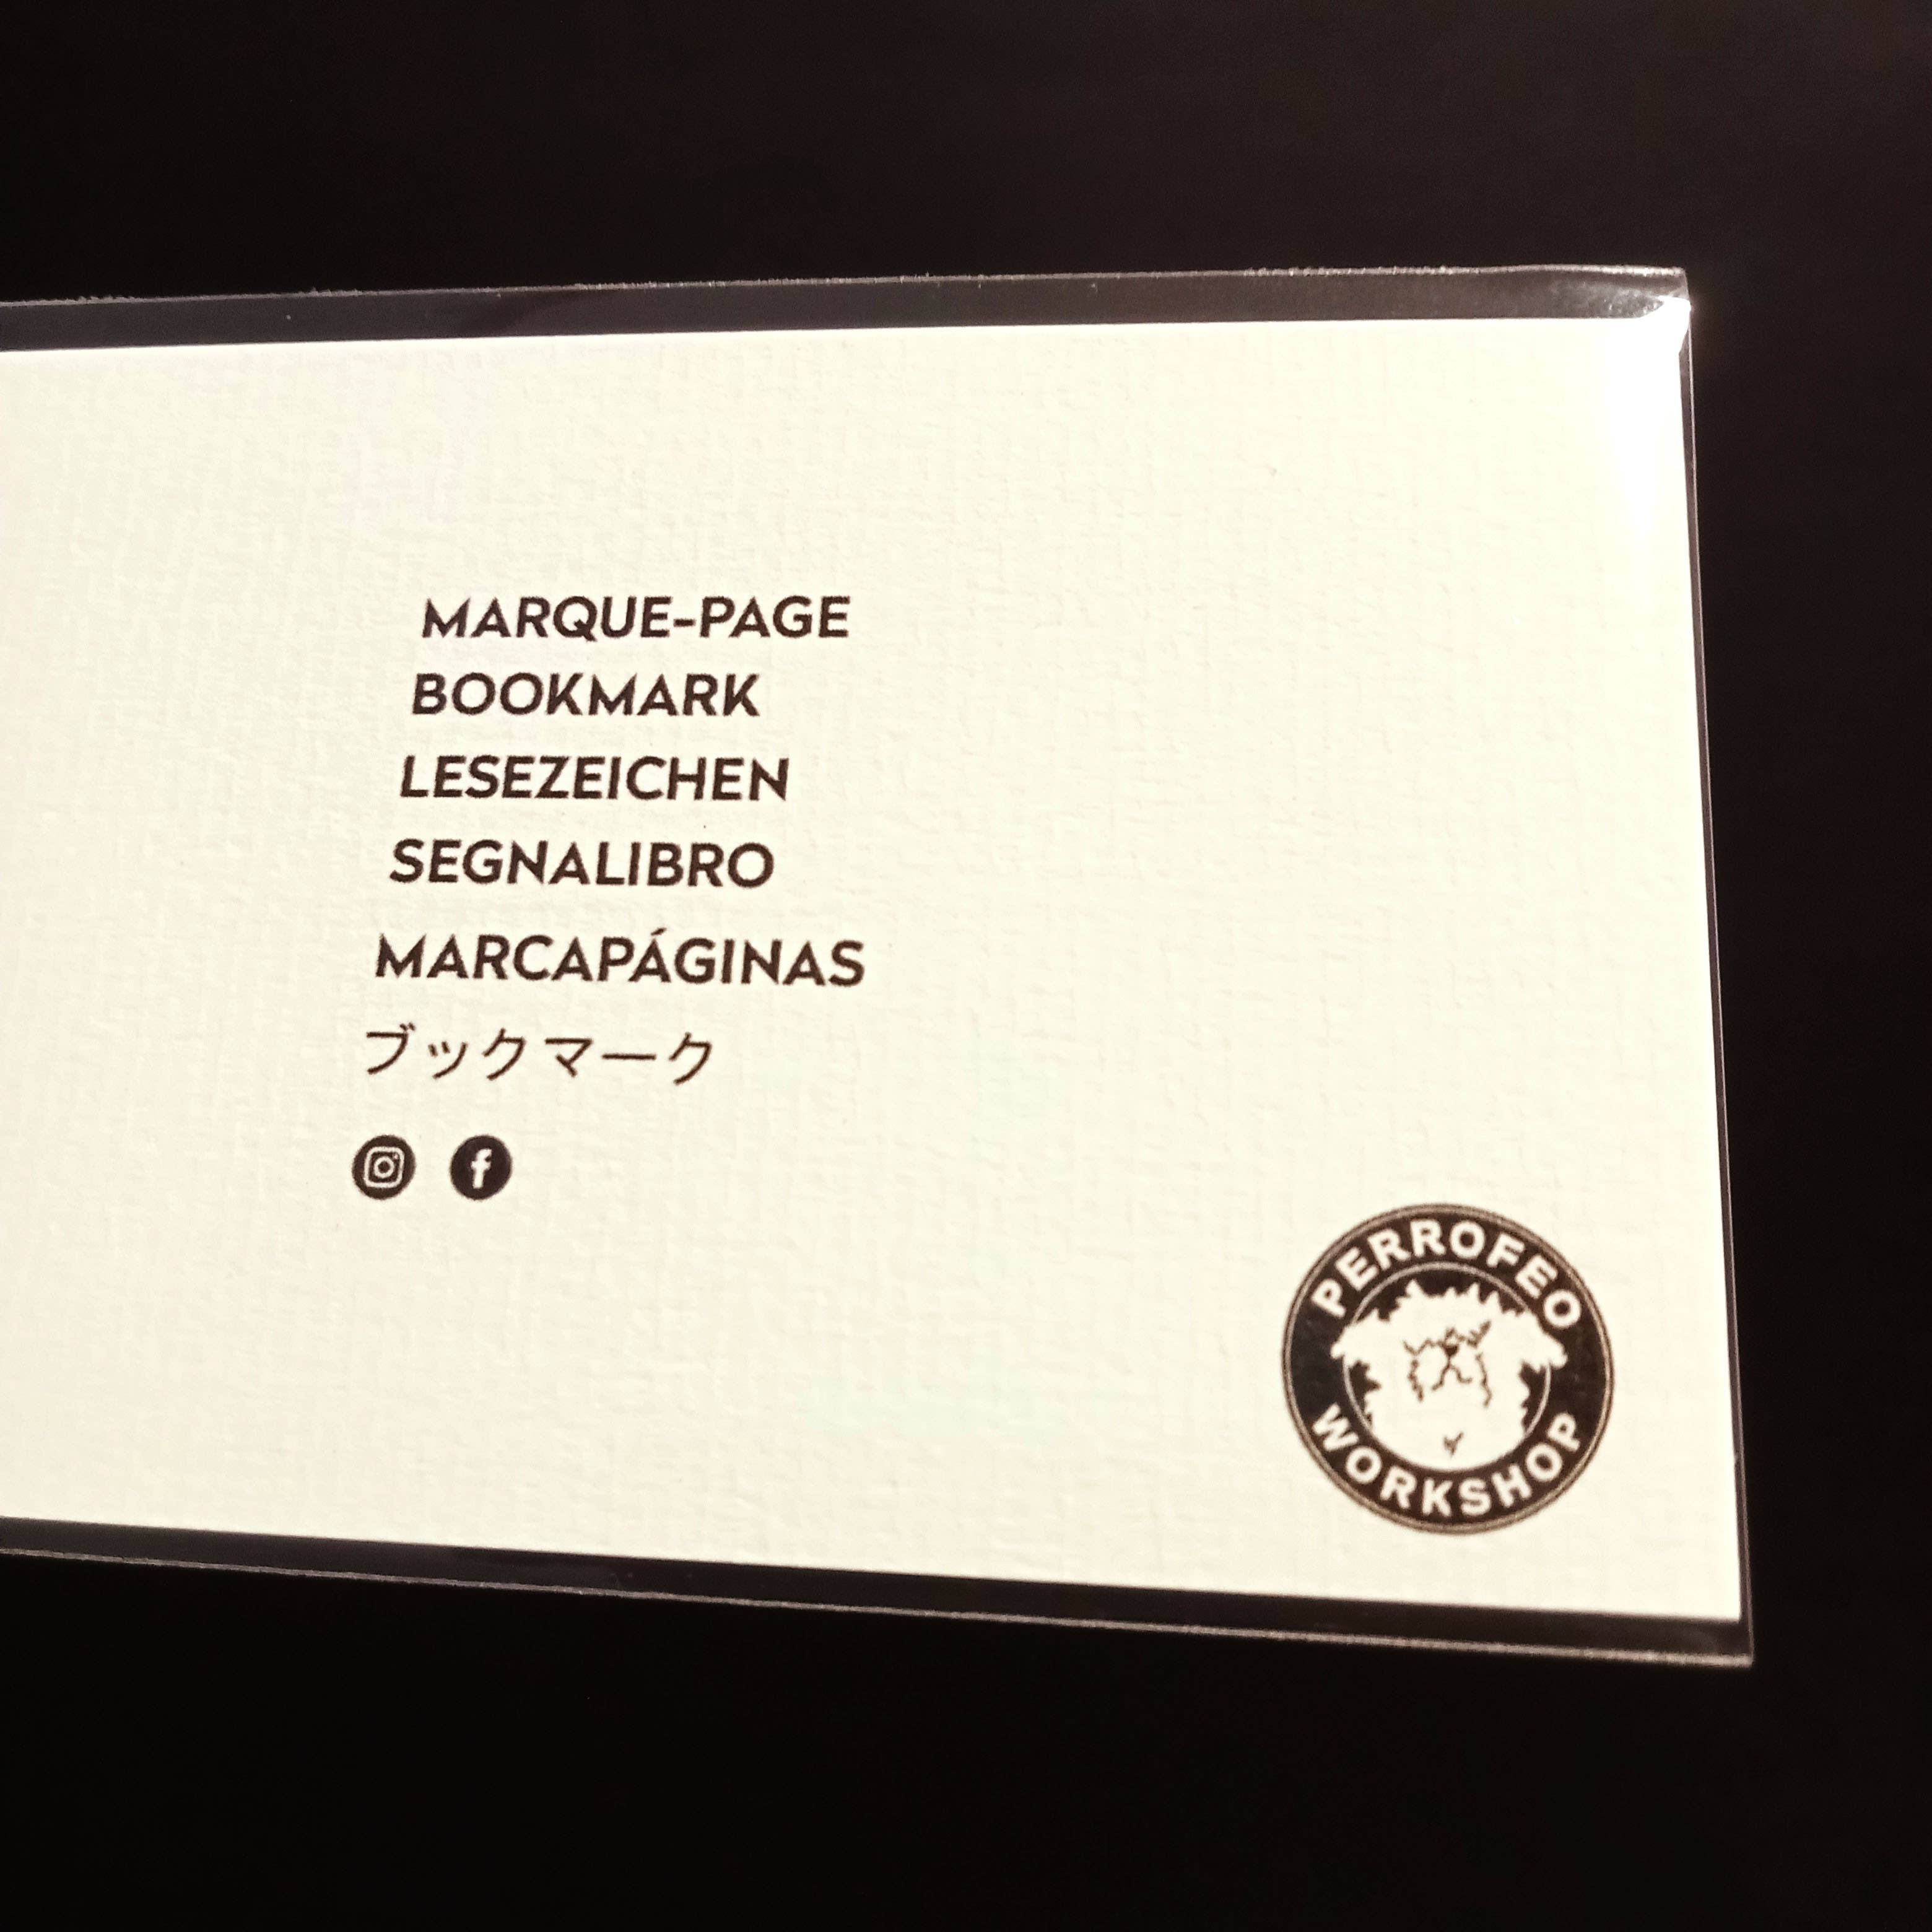 MARQUE-PAGE
BOOKMARK
LESEZEICHEN
SEGNALIBRO
MARCAPÁGINAS
ブックマーク
PERROFEO
WORKSHOP